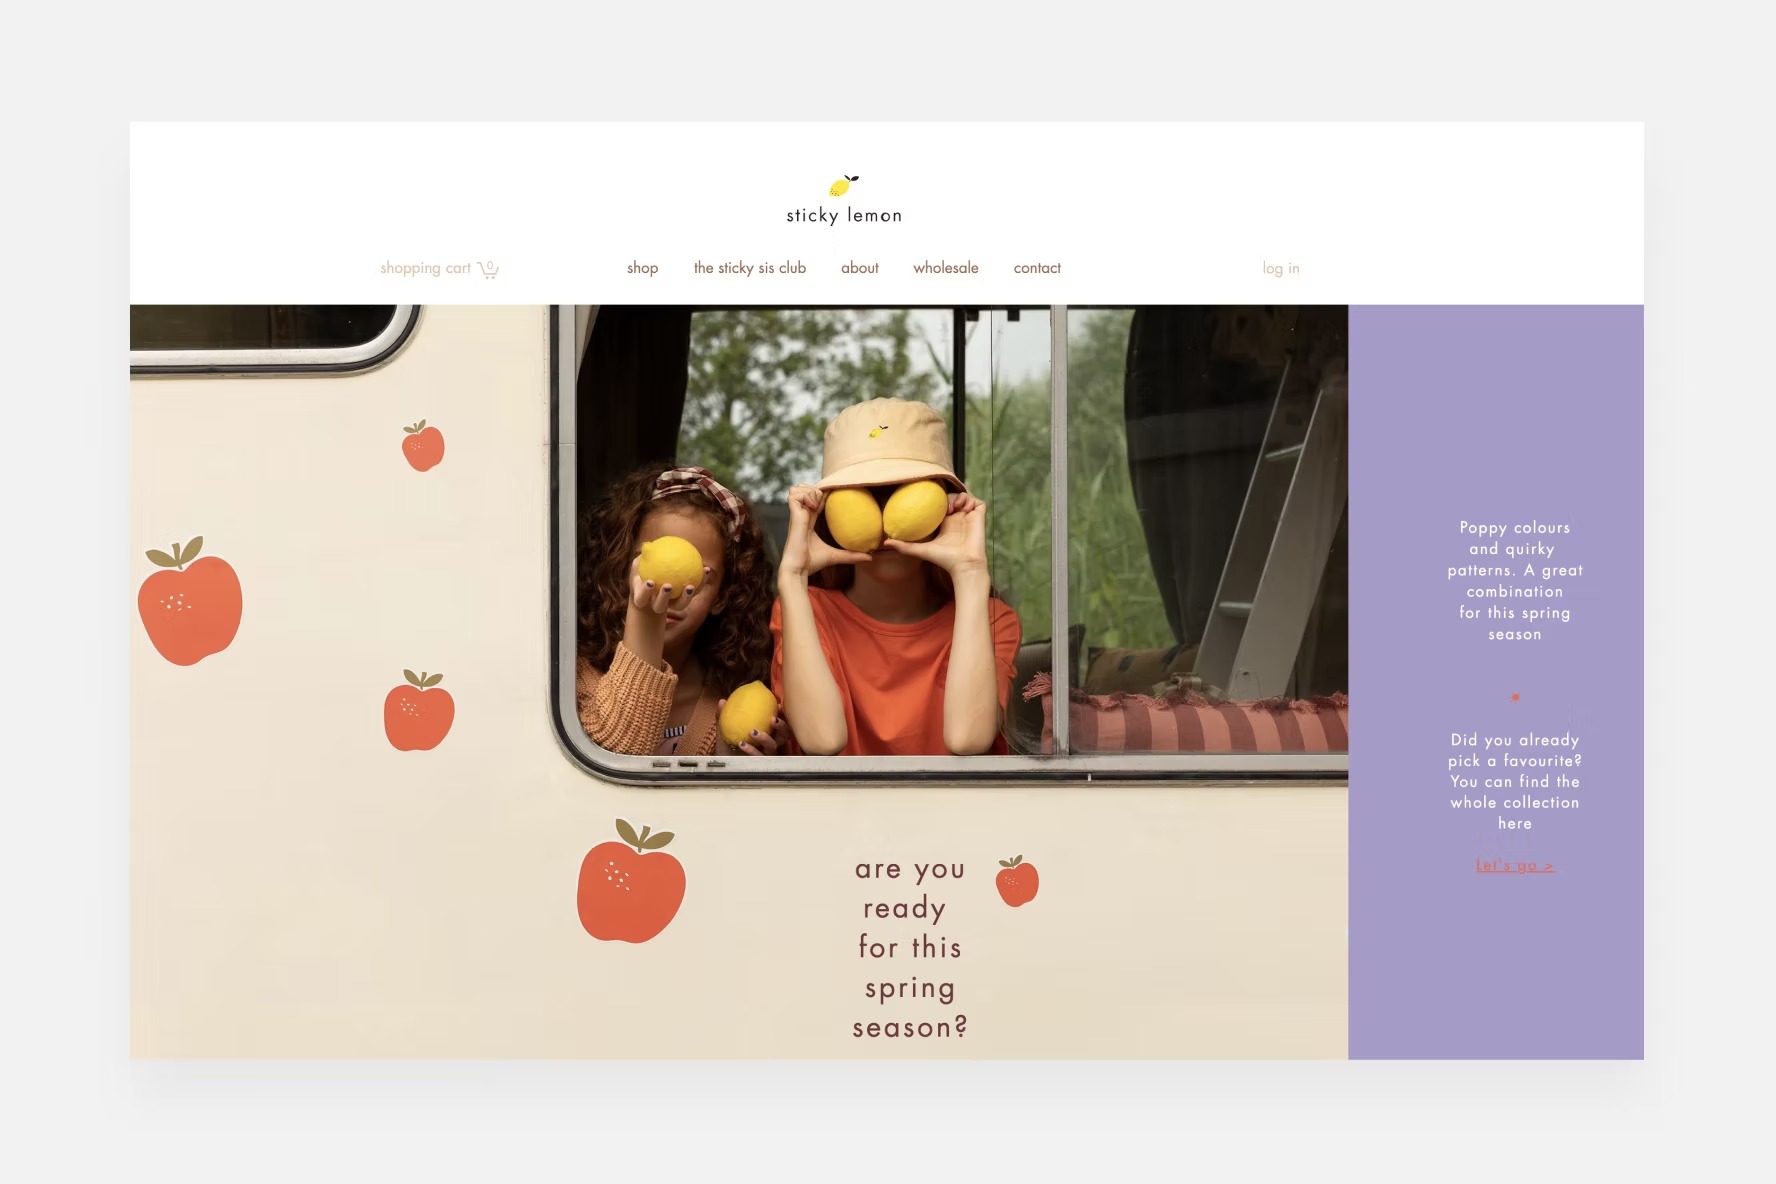 sticky lemon
shopping cart 0
shop
the sticky sis club
about
wholesale
contact
log in
Poppy colours
and quirky
patterns. A great
combination
for this spring
season
Did you already
pick a favourite?
You can find the
whole collection
here
Let's go >
are you
ready
for this
spring
season?